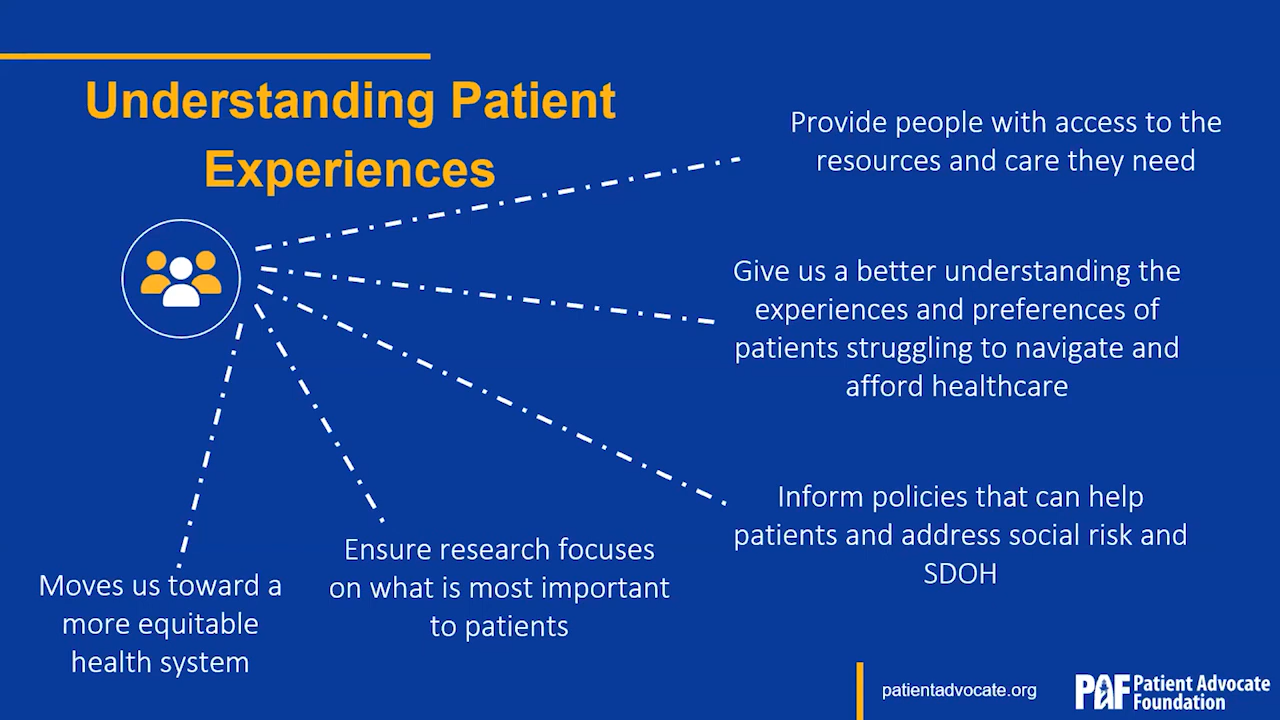 Understanding Patient
Experiences
Provide people with access to the
resources and care they need
Give us a better understanding the
experiences and preferences of
patients struggling to navigate and
afford healthcare
Inform policies that can help
patients and address social risk and
SDOH
Ensure research focuses
on what is most important
to patients
Moves us toward a
more equitable
health system
patientadvocate.org
PAF Patient Advocate
Foundation